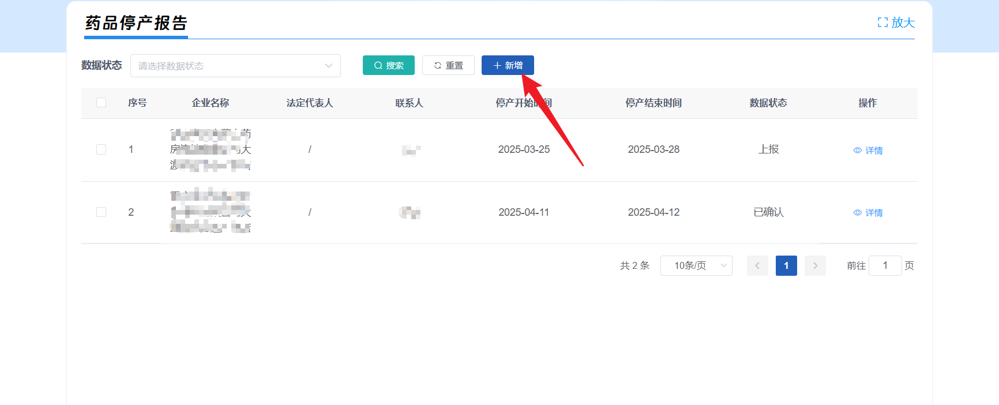 药品停产报告
放大
数据状态 请选择数据状态 搜索 重置 新增
序号 企业名称 法定代表人 联系人 停产开始时间 停产结束时间 数据状态 操作
药
房
大
1 / 2025-03-25 2025-03-28 上报 详情
2 / 2025-04-11 2025-04-12 已确认 详情
共 2 条 10条/页 1 前往 1 页